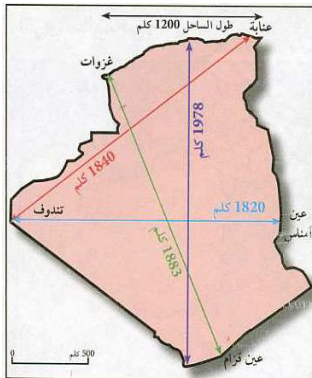 طول الساحل 1200 كلم
عنابة
غزوات
1978 كلم
1840 كلم
تندوف
1820 كلم
عين
أمناس
1883 كلم
عين قزام
0
500 كلم